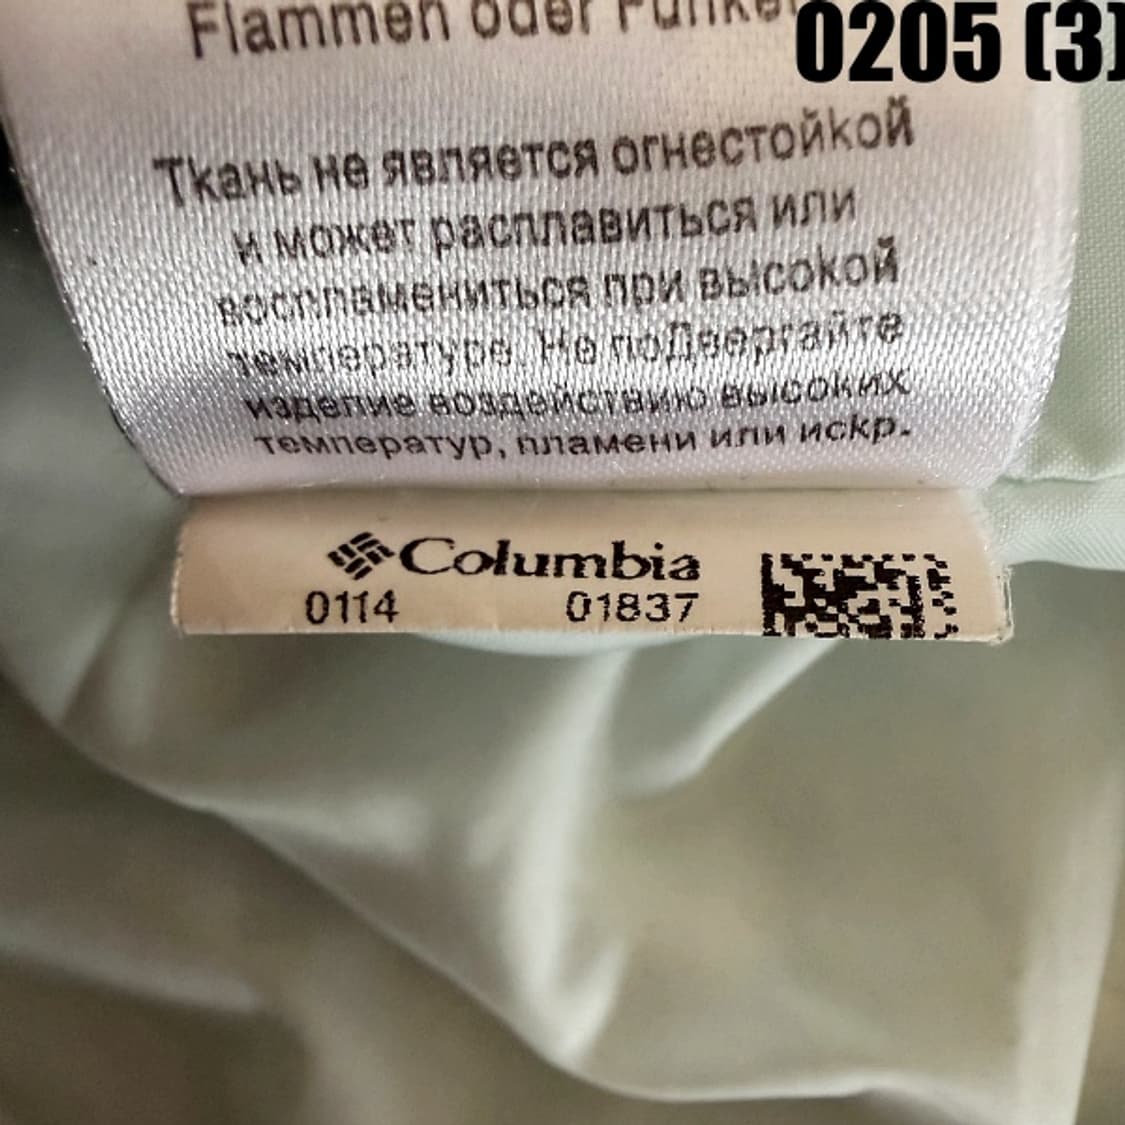 0205 (3)
Flammen oder Funken
Ткань не является огнестойкой
и может расплавиться или
воспламениться при высокой
температуре. Не подвергайте
изделие воздействию высоких
температур, пламени или искр.
Columbia
0114 01837